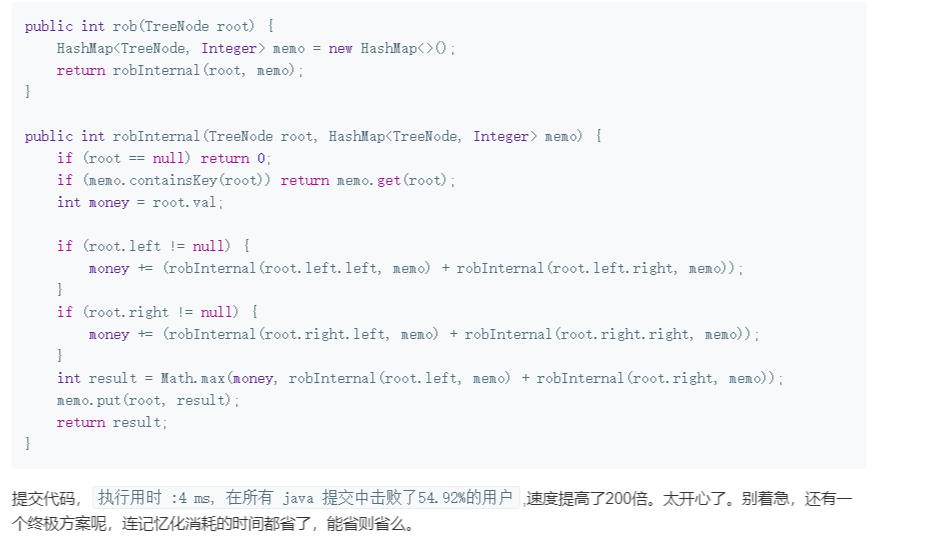 public int rob(TreeNode root) {
    HashMap<TreeNode, Integer> memo = new HashMap<>();
    return robInternal(root, memo);
}

public int robInternal(TreeNode root, HashMap<TreeNode, Integer> memo) {
    if (root == null) return 0;
    if (memo.containsKey(root)) return memo.get(root);
    int money = root.val;

    if (root.left != null) {
        money += (robInternal(root.left.left, memo) + robInternal(root.left.right, memo));
    }
    if (root.right != null) {
        money += (robInternal(root.right.left, memo) + robInternal(root.right.right, memo));
    }
    int result = Math.max(money, robInternal(root.left, memo) + robInternal(root.right, memo));
    memo.put(root, result);
    return result;
}
提交代码， 执行用时 :4 ms, 在所有 java 提交中击败了54.92%的用户 ,速度提高了200倍。太开心了。别着急，还有一
个终极方案呢，连记忆化消耗的时间都省了，能省则省么。